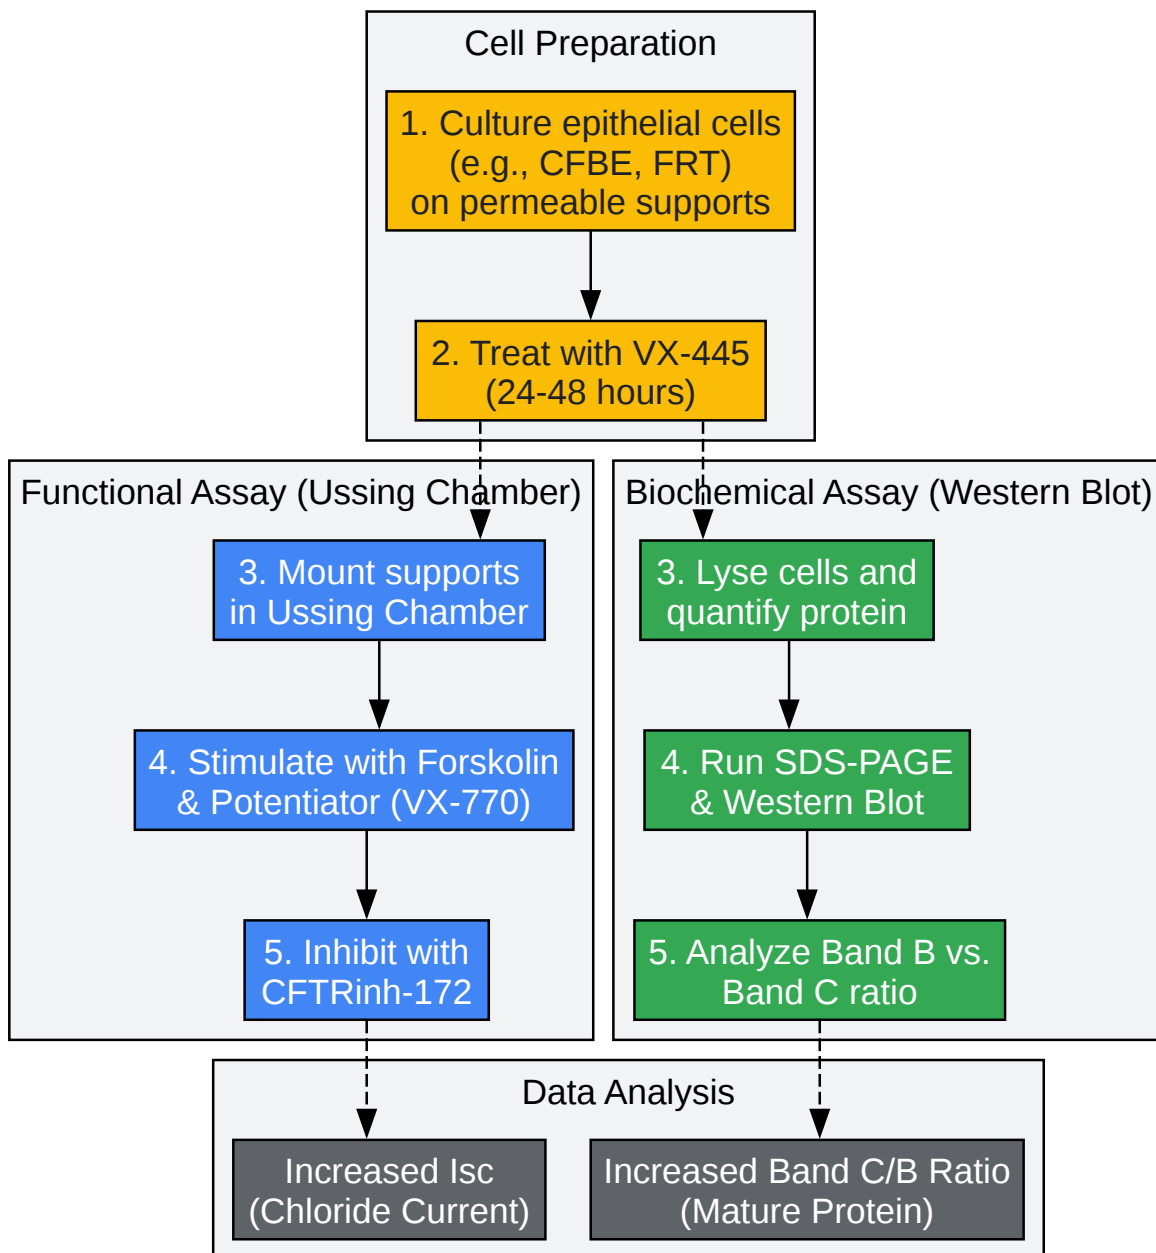 Cell Preparation
1. Culture epithelial cells
(e.g., CFBE, FRT)
on permeable supports
2. Treat with VX-445
(24-48 hours)
Functional Assay (Ussing Chamber)
3. Mount supports
in Ussing Chamber
4. Stimulate with Forskolin
& Potentiator (VX-770)
5. Inhibit with
CFTRinh-172
Biochemical Assay (Western Blot)
3. Lyse cells and
quantify protein
4. Run SDS-PAGE
& Western Blot
5. Analyze Band B vs.
Band C ratio
Data Analysis
Increased Isc
(Chloride Current)
Increased Band C/B Ratio
(Mature Protein)